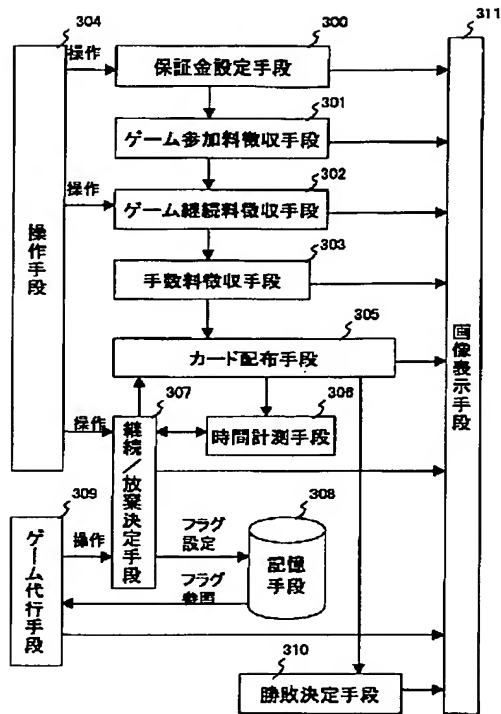 311
304
300
操作
保証金設定手段
301
ゲーム参加料徴収手段
302
操作
ゲーム継続料徴収手段
303
手数料徴収手段
操作手段
画像表示手段
305
カード配布手段
307
306
操作
継続/放棄決定手段
時間計測手段
309
308
ゲーム代行手段
操作
フラグ
設定
記憶
手段
フラグ
参照
310
勝敗決定手段